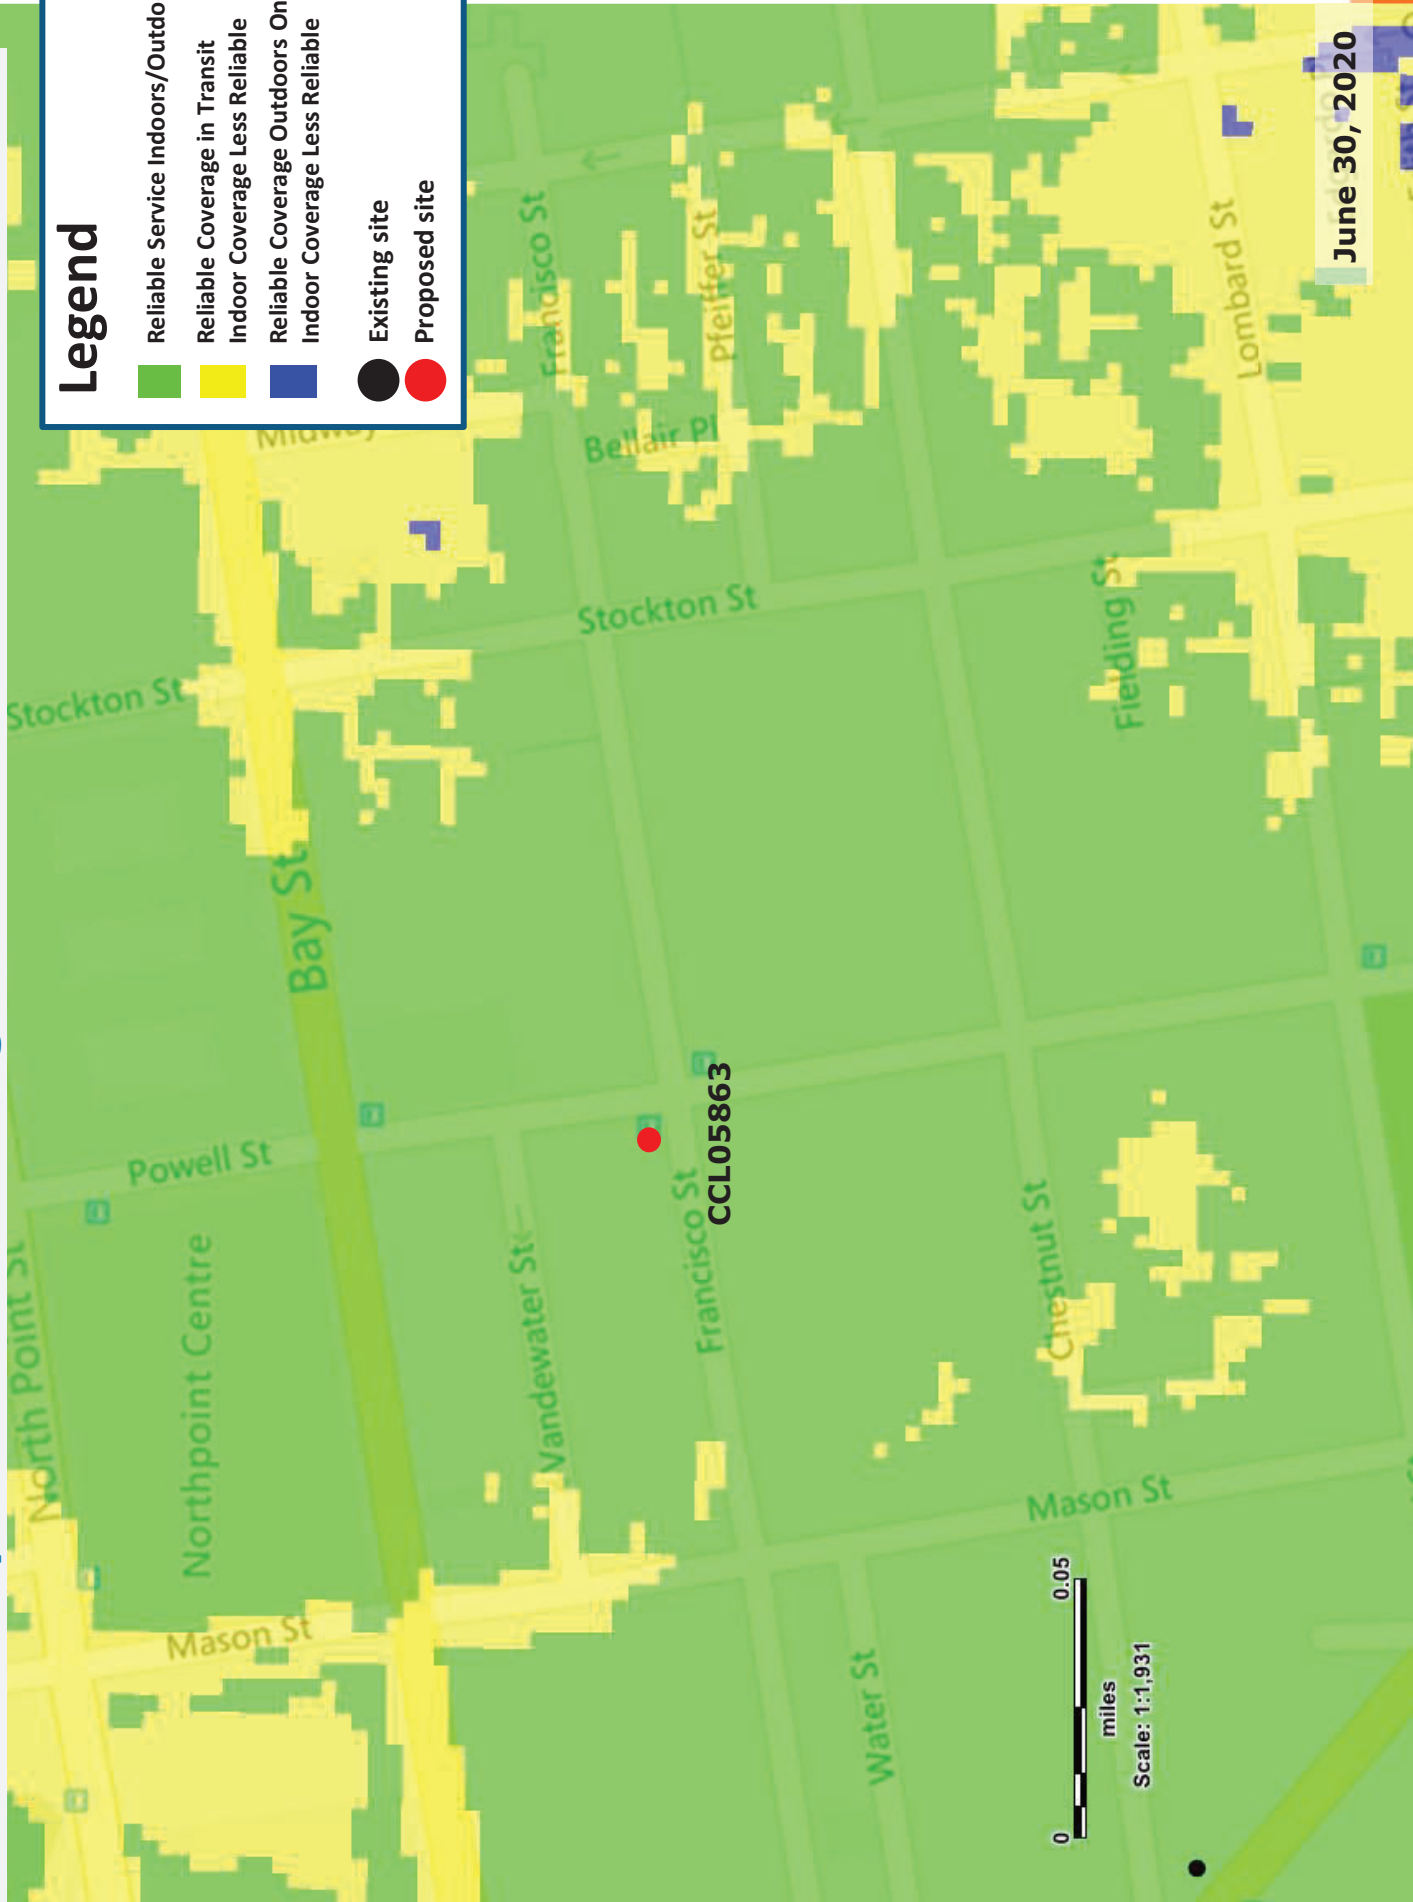 Legend
Reliable Service Indoors/Outdo
Reliable Coverage in Transit
Indoor Coverage Less Reliable
Reliable Coverage Outdoors On
Indoor Coverage Less Reliable
Existing site
Proposed site
June 30, 2020
North Point St
Northpoint Centre
Mason St
Powell St
Stockton St
Bay St
Midway
Vandewater St
Francisco St
CCL05863
Stockton St
Francisco St
Bellair Pl
Pfeiffer St
Water St
Chestnut St
Mason St
Fielding St
Lombard St
0
0.05
miles
Scale: 1:1,931